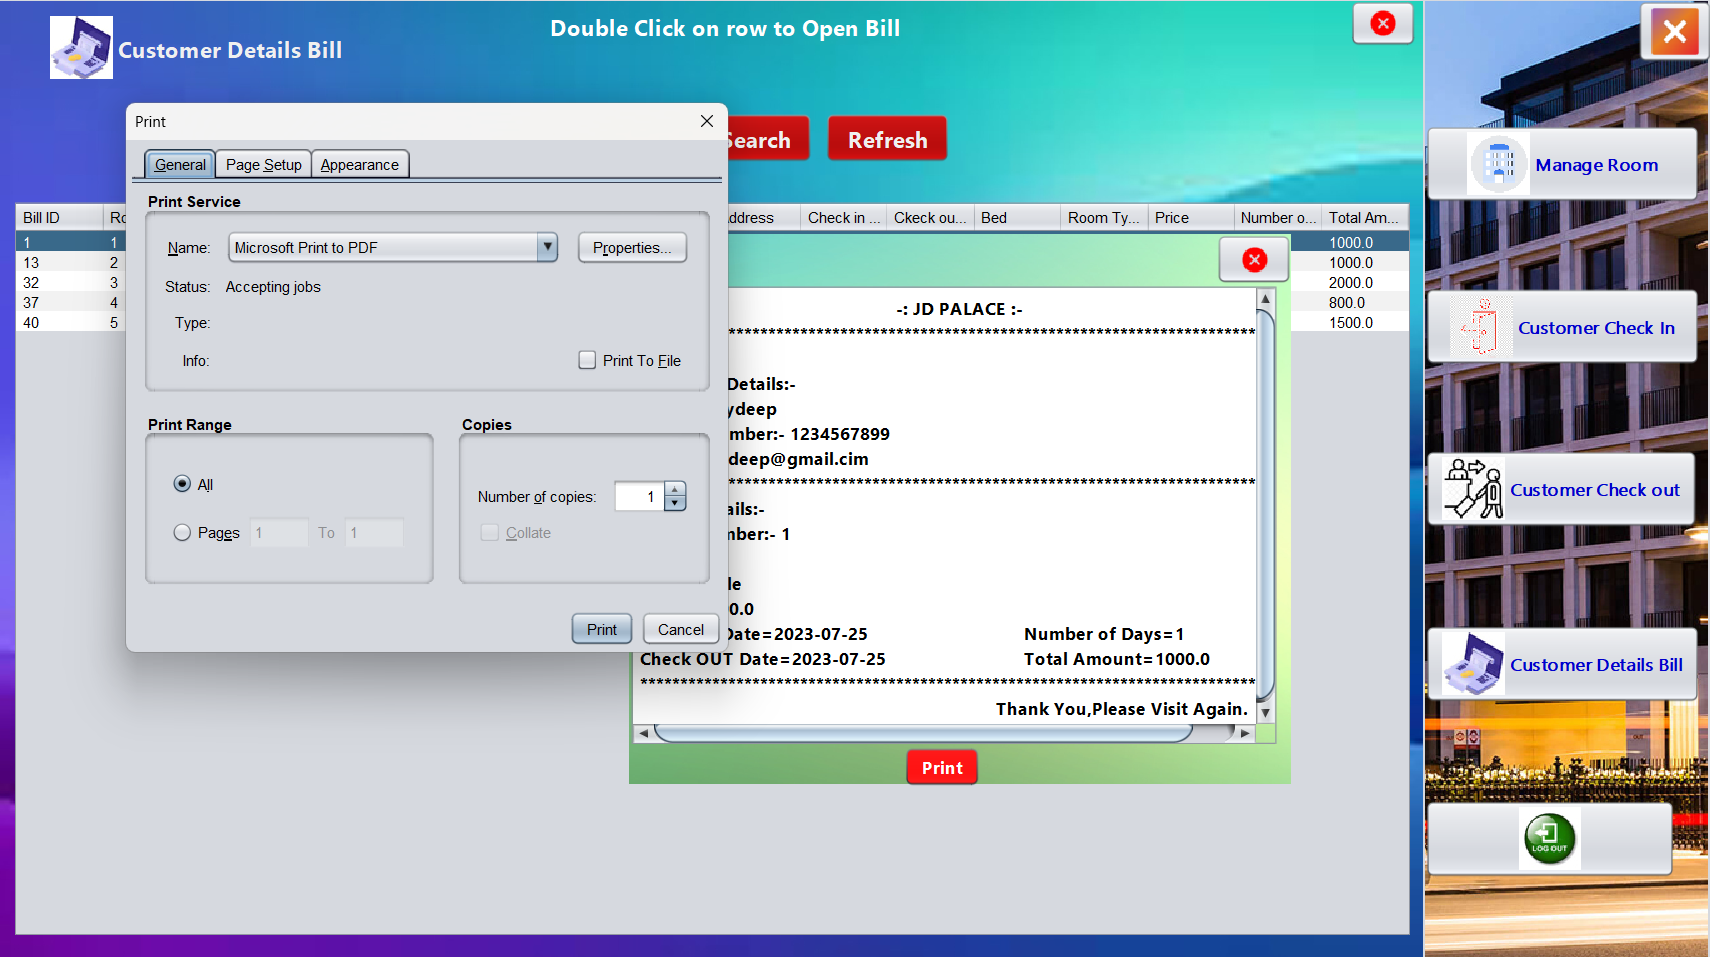 Customer Details Bill
Double Click on row to Open Bill
Search
Refresh
Print
General
Page Setup
Appearance
Print Service
Name:
Microsoft Print to PDF
Properties...
Status:
Accepting jobs
Type:
Info:
Print To File
Print Range
All
Pages
1
To
1
Copies
Number of copies:
1
Collate
Print
Cancel
Bill ID
Ro
ddress
Check in ...
Ckeck ou...
Bed
Room Ty...
Price
Number o...
Total Am...
1 1 1000.0
13 2 1000.0
32 3 2000.0
37 4 800.0
40 5 1500.0
-: JD PALACE :-
******************************************************************
Details:-
ydeep
mber:- 1234567899
deep@gmail.cim
******************************************************************
ails:-
nber:- 1
le
0.0
Date=2023-07-25 Number of Days=1
Check OUT Date=2023-07-25 Total Amount=1000.0
*****************************************************************************
Thank You,Please Visit Again.
Print
Manage Room
Customer Check In
Customer Check out
Customer Details Bill
LOG OUT